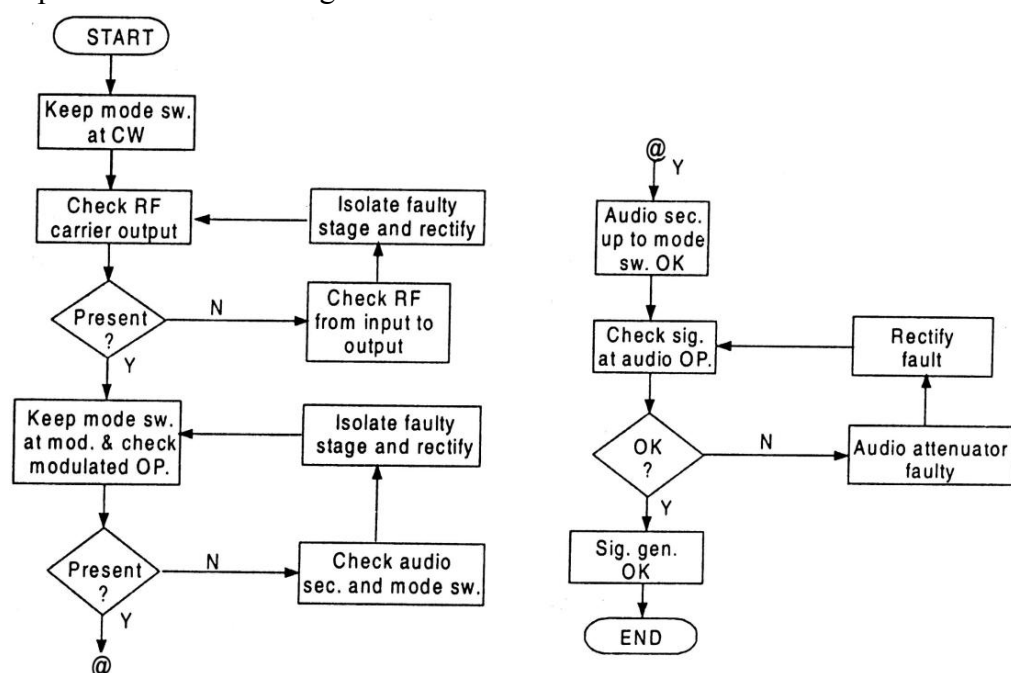 START
Keep mode sw.
at CW
Check RF
carrier output
Isolate faulty
stage and rectify
Present
?
N
Check RF
from input to
output
Y
Keep mode sw.
at mod. & check
modulated OP.
Isolate faulty
stage and rectify
Present
?
N
Check audio
sec. and mode sw.
Y
@
@
Y
Audio sec.
up to mode
sw. OK
Check sig.
at audio OP.
Rectify
fault
OK
?
N
Audio attenuator
faulty
Y
Sig. gen.
OK
END